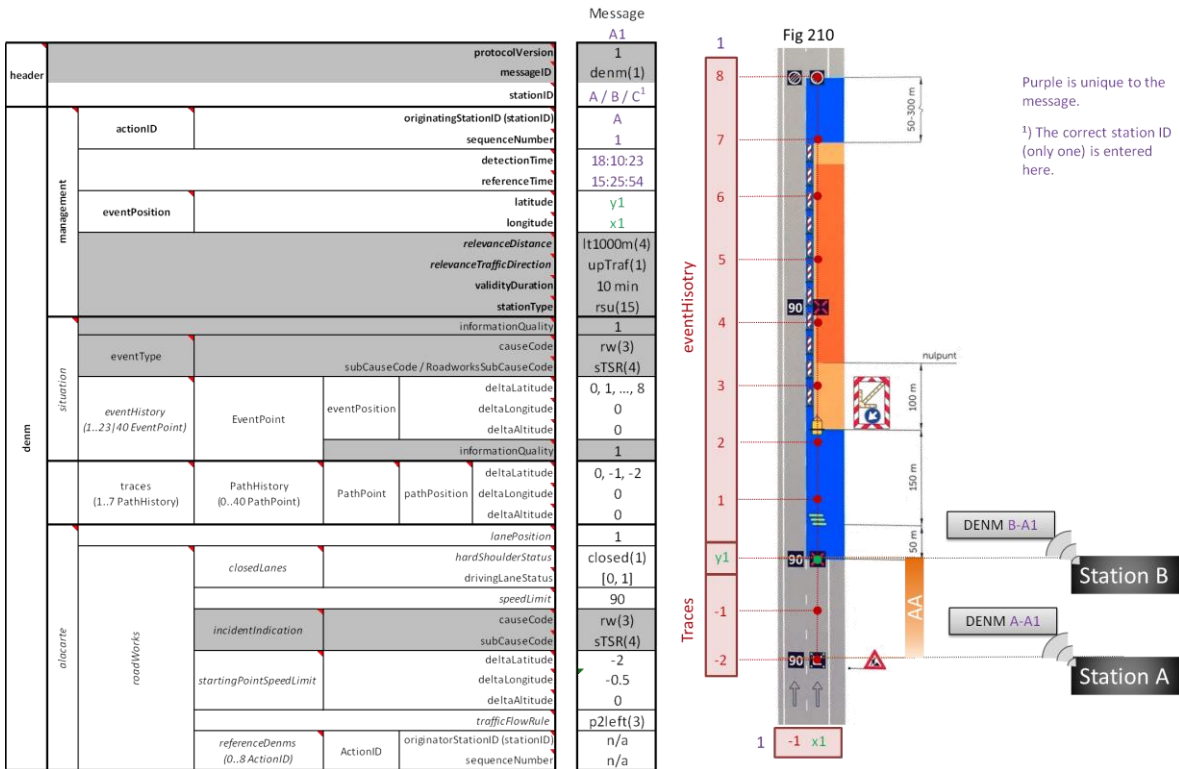 Message
A1
header
protocolVersion 1
messageID denm(1)
stationID A / B / C¹
denm
management
actionID
originatingStationID (stationID) A
sequenceNumber 1
detectionTime 18:10:23
referenceTime 15:25:54
eventPosition
latitude y1
longitude x1
relevanceDistance lt1000m(4)
relevanceTrafficDirection upTraf(1)
validityDuration 10 min
stationType rsu(15)
situation
informationQuality 1
eventType
causeCode rw(3)
subCauseCode / RoadworksSubCauseCode sTSR(4)
eventHistory
(1..23|40 EventPoint)
EventPoint
eventPosition
deltaLatitude 0, 1, ..., 8
deltaLongitude 0
deltaAltitude 0
informationQuality 1
traces
(1..7 PathHistory)
PathHistory
(0..40 PathPoint)
PathPoint
pathPosition
deltaLatitude 0, -1, -2
deltaLongitude 0
deltaAltitude 0
alacarte
lanePosition 1
roadWorks
closedLanes
hardShoulderStatus closed(1)
drivingLaneStatus [0, 1]
speedLimit 90
incidentIndication
causeCode rw(3)
subCauseCode sTSR(4)
startingPointSpeedLimit
deltaLatitude -2
deltaLongitude -0.5
deltaAltitude 0
trafficFlowRule p2left(3)
referenceDenms
(0..8 ActionID)
ActionID
originatorStationID (stationID) n/a
sequenceNumber n/a
Fig 210
1
eventHisotry
8
7
6
5
4
3
2
1
y1
Traces
-1
-2
1 -1 x1
90
90
90
50-300 m
nulpunt
100 m
150 m
50 m
AA
DENM B-A1
Station B
DENM A-A1
Station A
Purple is unique to the
message.
¹) The correct station ID
(only one) is entered
here.